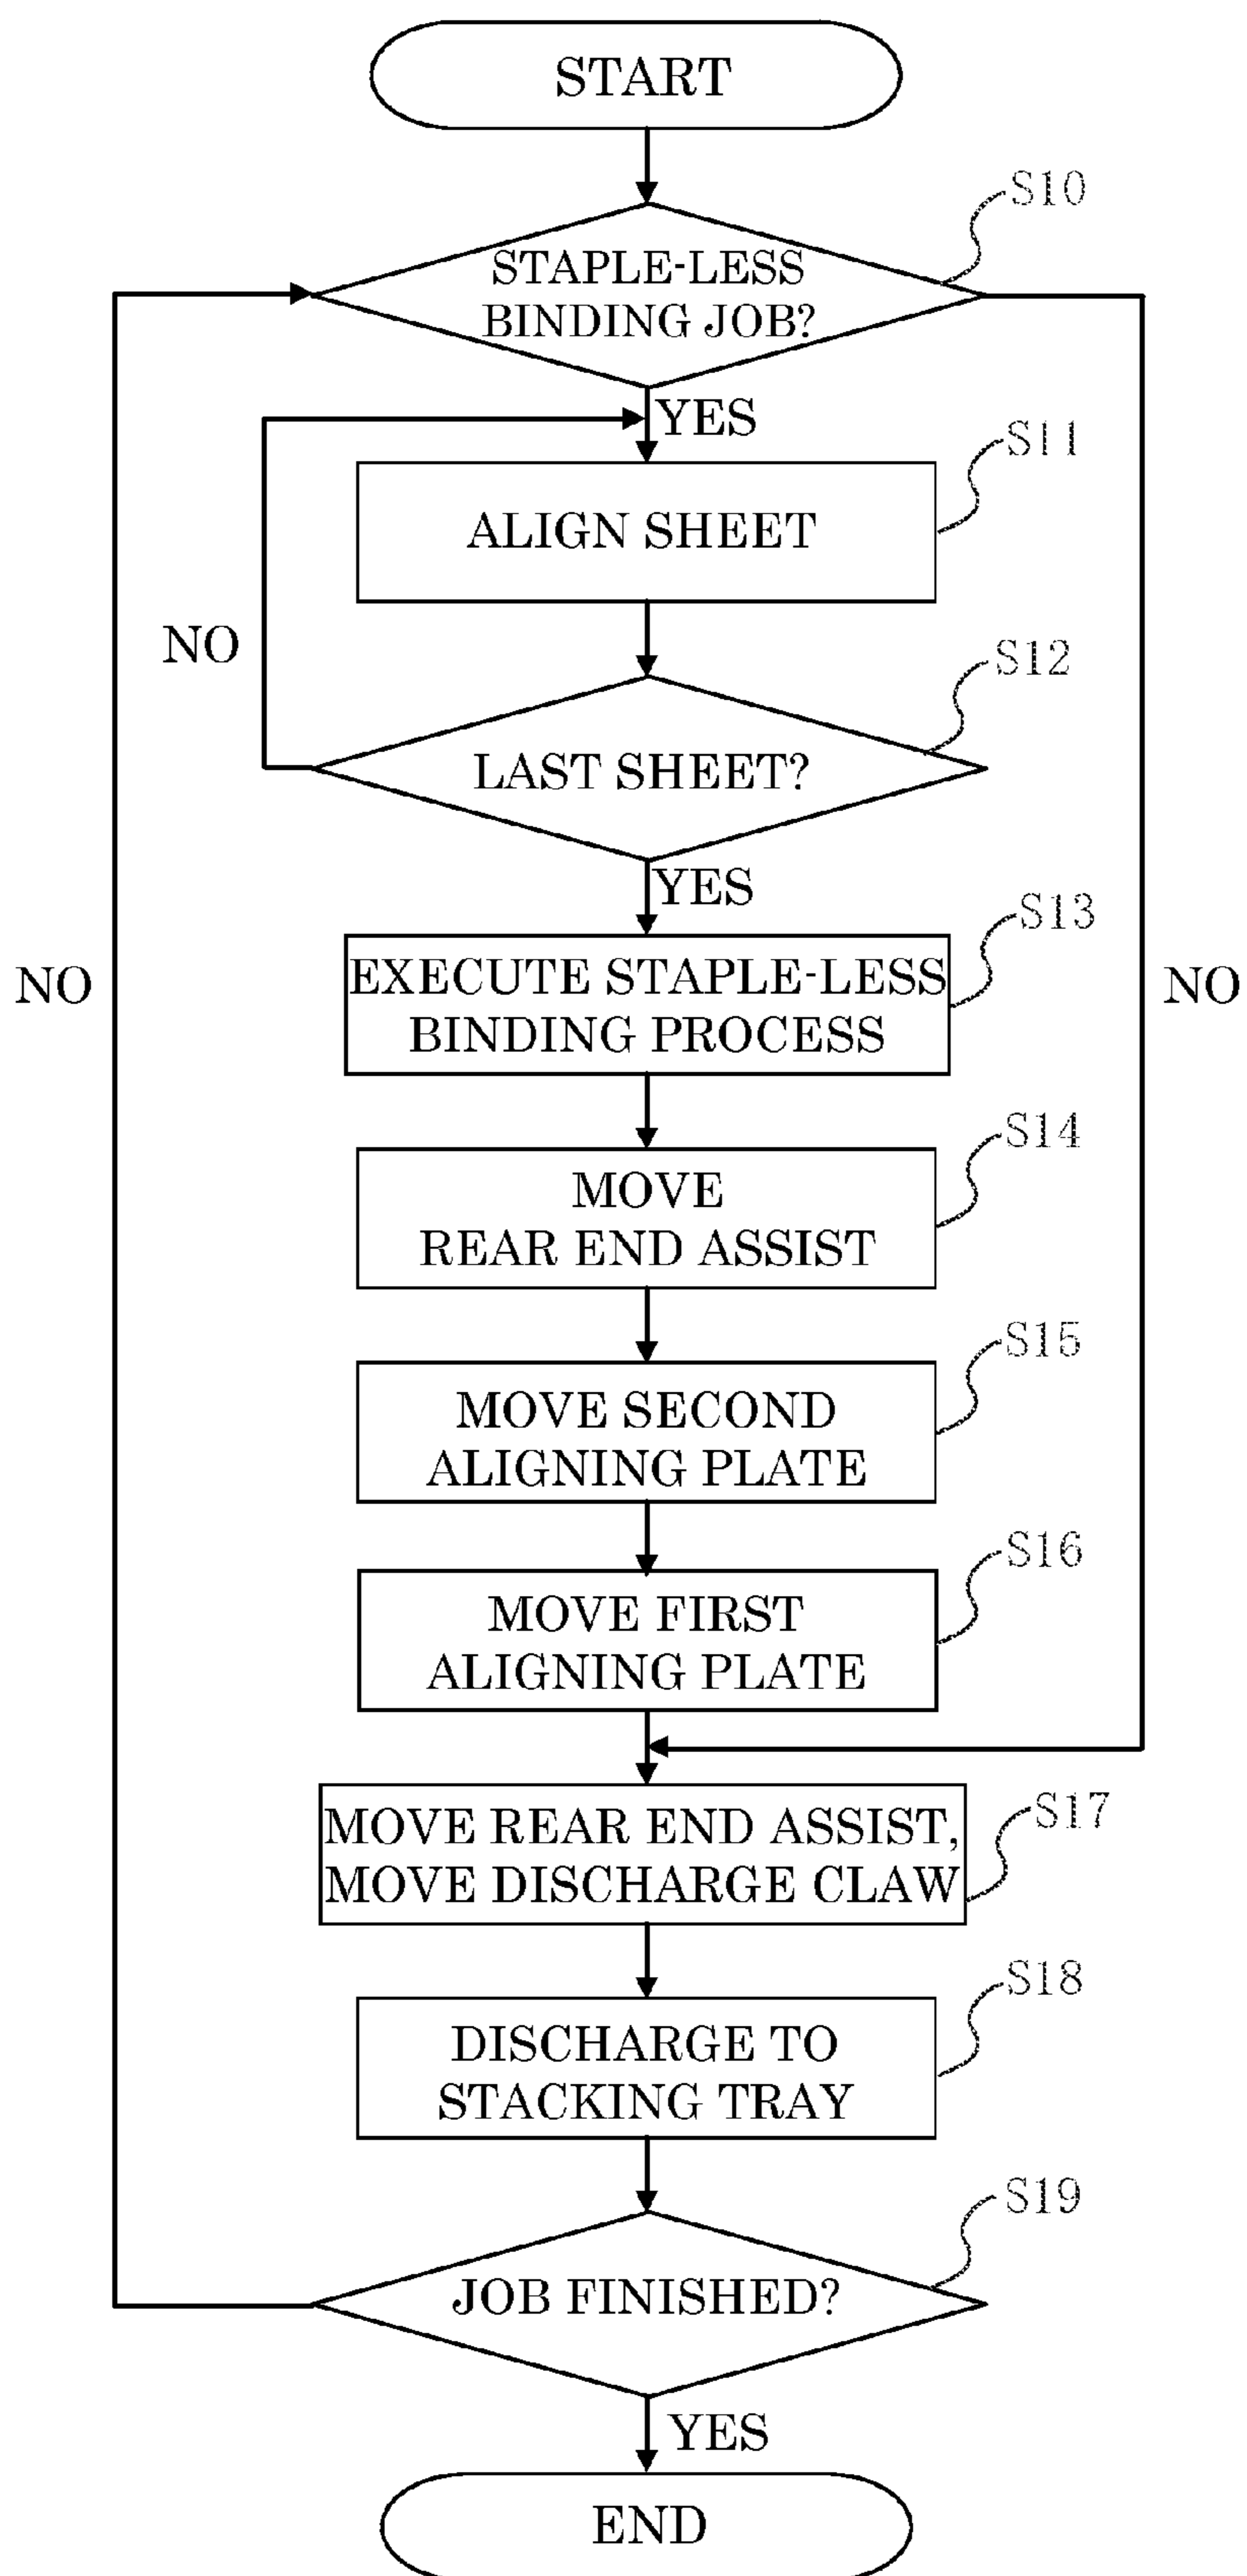 START
S10
STAPLE-LESS
BINDING JOB?
YES
S11
ALIGN SHEET
NO
S12
LAST SHEET?
YES
S13
EXECUTE STAPLE-LESS
BINDING PROCESS
NO
NO
S14
MOVE
REAR END ASSIST
S15
MOVE SECOND
ALIGNING PLATE
S16
MOVE FIRST
ALIGNING PLATE
S17
MOVE REAR END ASSIST,
MOVE DISCHARGE CLAW
S18
DISCHARGE TO
STACKING TRAY
S19
JOB FINISHED?
YES
END